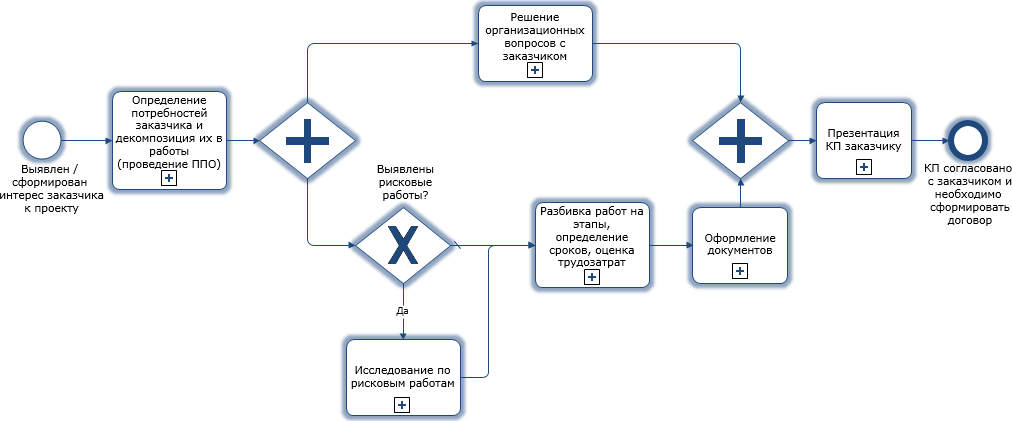 Выявлен /
сформирован
интерес заказчика
к проекту
Определение
потребностей
заказчика и
декомпозиция их в
работы
(проведение ППО)
Решение
организационных
вопросов с
заказчиком
Выявлены
рисковые
работы?
Да
Исследование по
рисковым работам
Разбивка работ на
этапы,
определение
сроков, оценка
трудозатрат
Оформление
документов
Презентация
КП заказчику
КП согласовано
с заказчиком и
необходимо
сформировать
договор